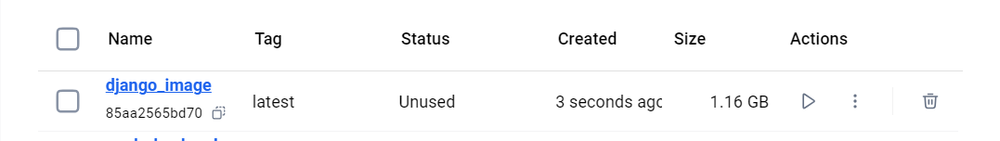 Name Tag Status Created Size Actions
django_image
85aa2565bd70 latest Unused 3 seconds ago 1.16 GB